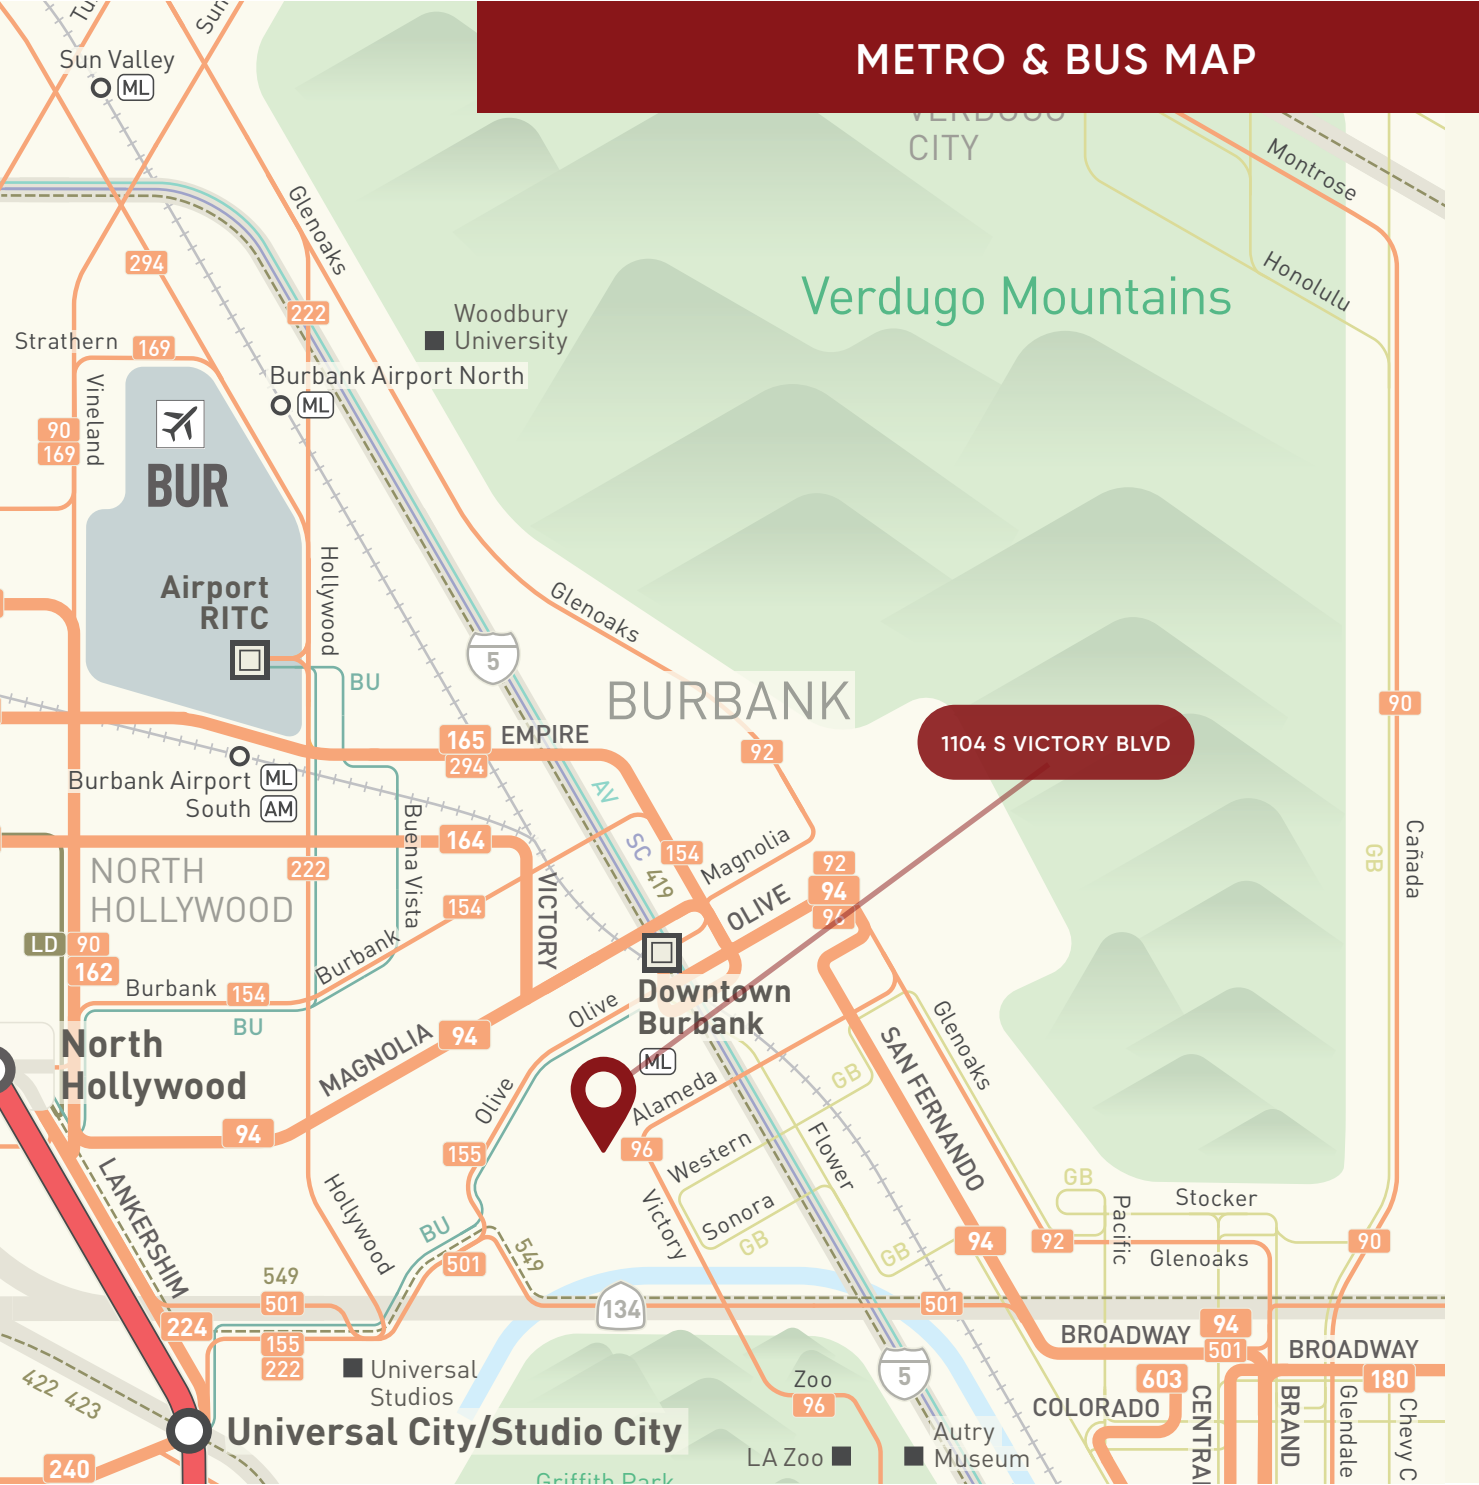 METRO & BUS MAP
Sun Valley
ML
VERDUGO
CITY
Montrose
Honolulu
Glenoaks
294
222
Verdugo Mountains
Woodbury
University
Strathern
169
Burbank Airport North
ML
Vineland
90
169
BUR
Airport
RITC
Hollywood
Glenoaks
5
BU
BURBANK
90
1104 S VICTORY BLVD
165
EMPIRE
294
92
Burbank Airport
South
ML
AM
AV
SC
419
Buena Vista
164
154
Magnolia
Cañada
GB
NORTH
HOLLYWOOD
222
154
VICTORY
OLIVE
92
94
96
LD
90
162
Burbank
Burbank
154
BU
Downtown
Burbank
ML
Olive
North
Hollywood
MAGNOLIA
94
Olive
Alameda
GB
SAN FERNANDO
Glenoaks
94
155
96
Western
Flower
LANKERSHIM
Hollywood
BU
Victory
Sonora
GB
GB
GB
Pacific
Stocker
94
92
Glenoaks
90
549
501
549
501
134
501
224
155
222
BROADWAY
94
501
BROADWAY
422 423
Universal
Studios
Zoo
96
5
603
180
COLORADO
CENTRAL
BRAND
Glendale
Chevy C
Universal City/Studio City
Autry
Museum
LA Zoo
240
Griffith Park